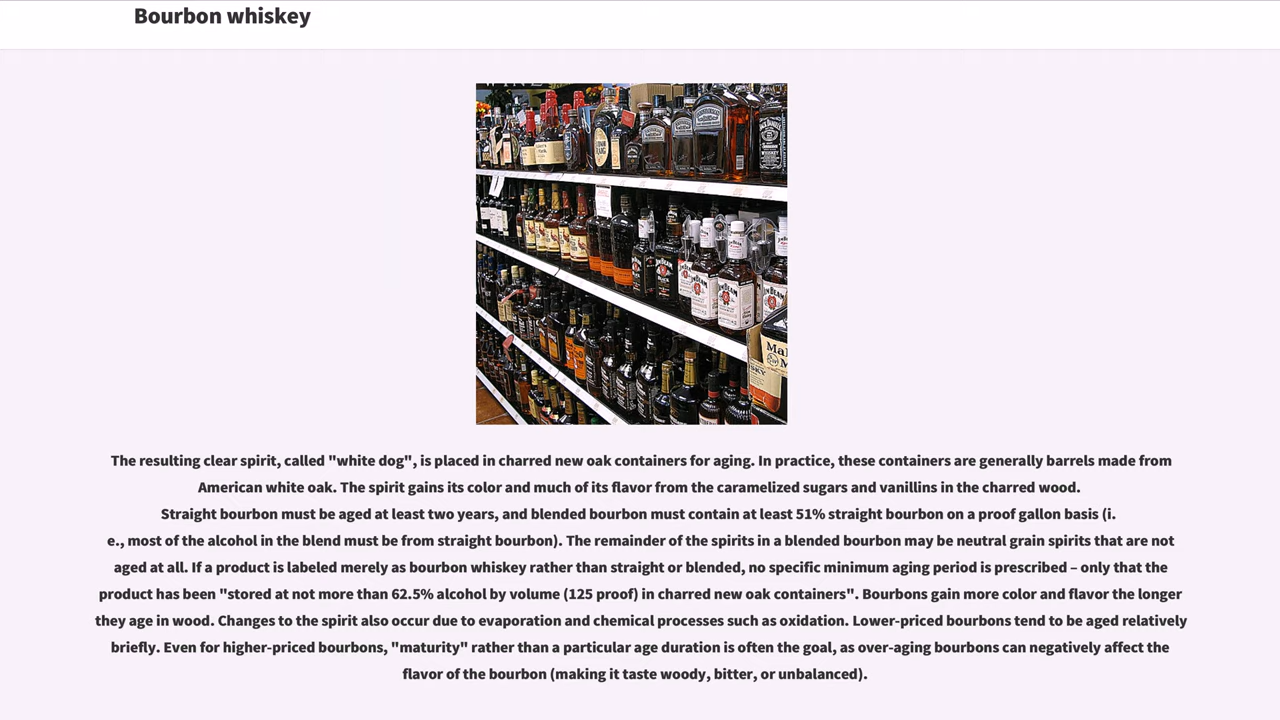 Bourbon whiskey
The resulting clear spirit, called "white dog", is placed in charred new oak containers for aging. In practice, these containers are generally barrels made from
American white oak. The spirit gains its color and much of its flavor from the caramelized sugars and vanillins in the charred wood.
Straight bourbon must be aged at least two years, and blended bourbon must contain at least 51% straight bourbon on a proof gallon basis (i.
e., most of the alcohol in the blend must be from straight bourbon). The remainder of the spirits in a blended bourbon may be neutral grain spirits that are not
aged at all. If a product is labeled merely as bourbon whiskey rather than straight or blended, no specific minimum aging period is prescribed – only that the
product has been "stored at not more than 62.5% alcohol by volume (125 proof) in charred new oak containers". Bourbons gain more color and flavor the longer
they age in wood. Changes to the spirit also occur due to evaporation and chemical processes such as oxidation. Lower-priced bourbons tend to be aged relatively
briefly. Even for higher-priced bourbons, "maturity" rather than a particular age duration is often the goal, as over-aging bourbons can negatively affect the
flavor of the bourbon (making it taste woody, bitter, or unbalanced).